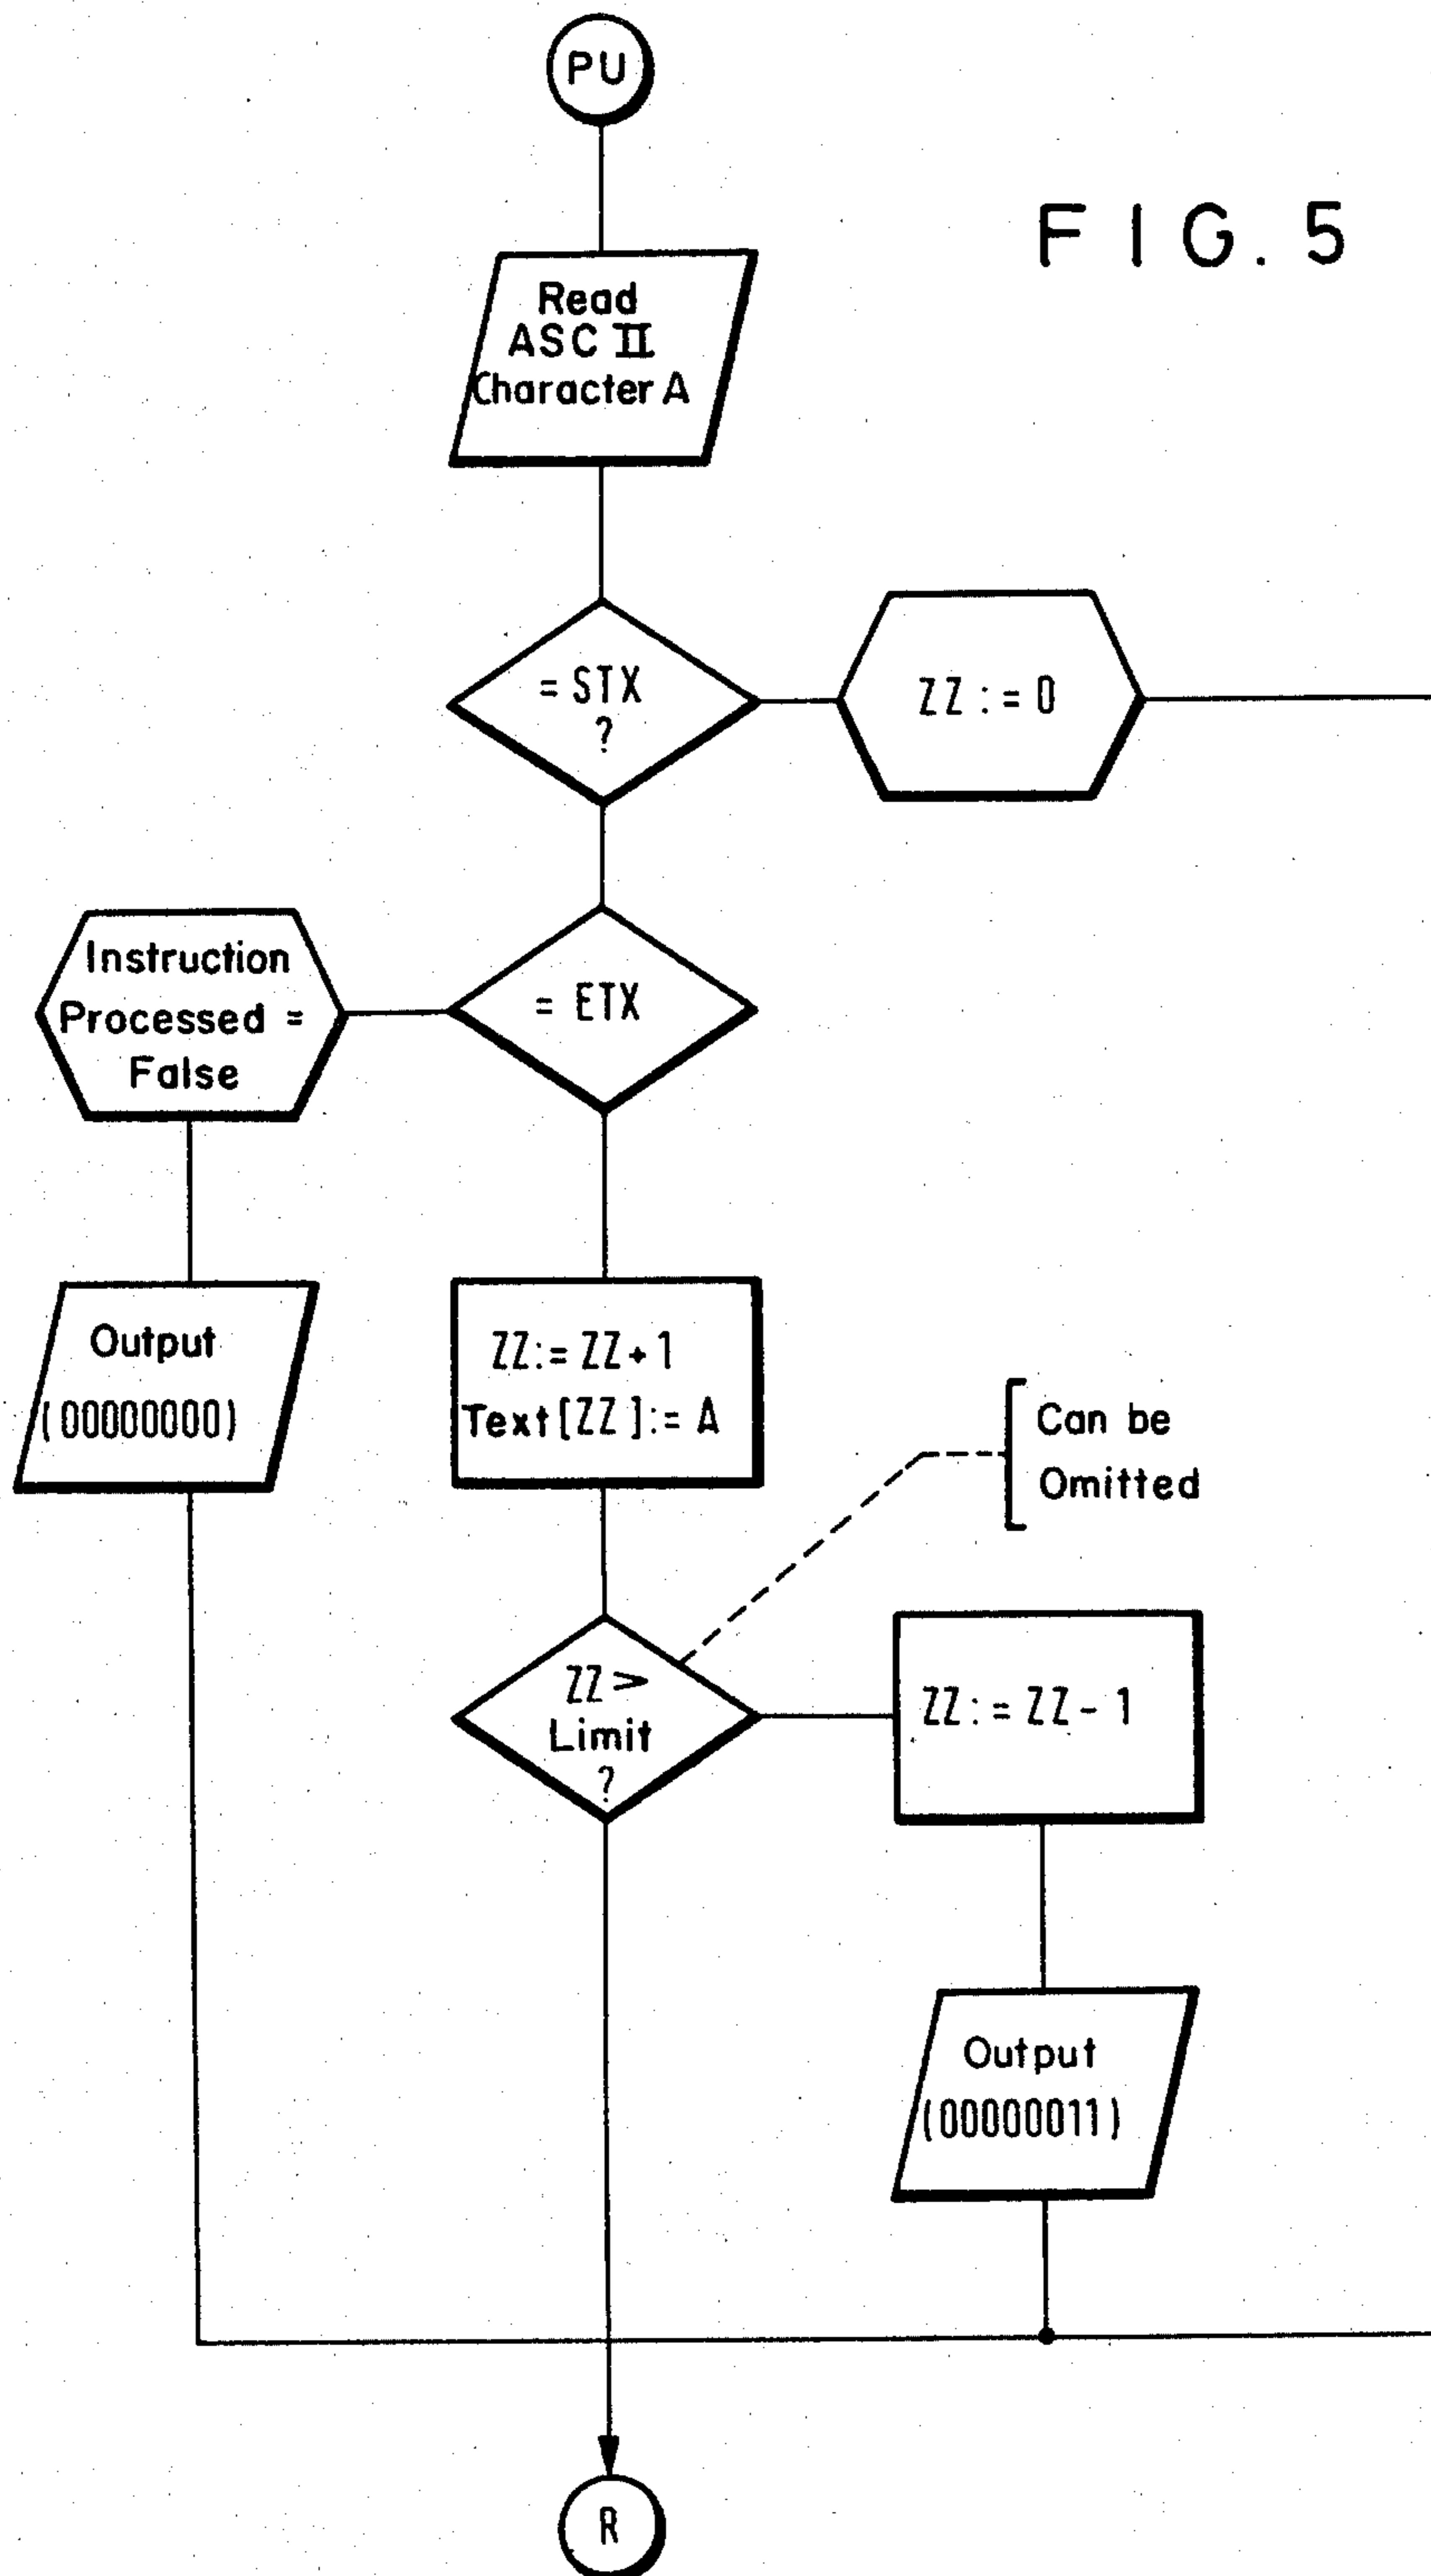 PU
FIG. 5
Read
ASC II
Character A
= STX
?
ZZ := 0
Instruction
Processed =
False
= ETX
Output
(00000000)
ZZ := ZZ + 1
Text [ZZ] := A
Can be
Omitted
ZZ >
Limit
?
ZZ := ZZ - 1
Output
(00000011)
R